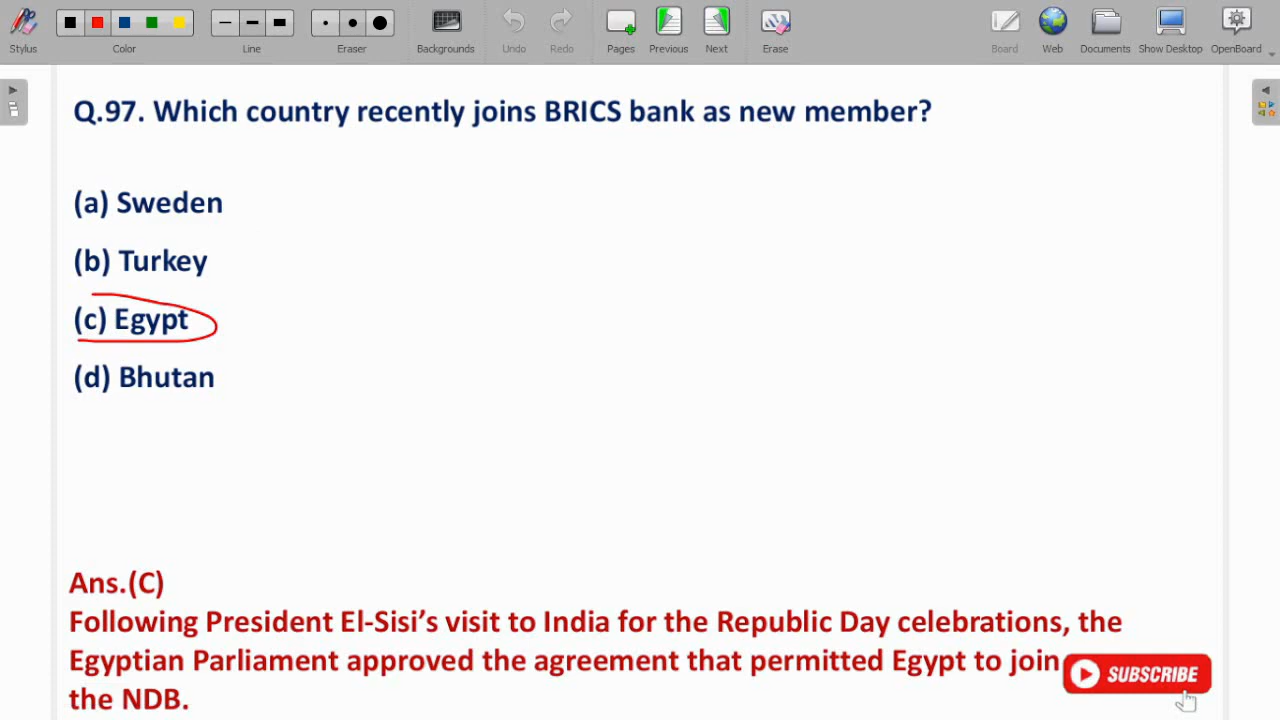 Stylus
Color
Line
Eraser
Backgrounds
Undo
Redo
Pages
Previous
Next
Erase
Board
Web
Documents
Show Desktop
OpenBoard
Q.97. Which country recently joins BRICS bank as new member?
(a) Sweden
(b) Turkey
(c) Egypt
(d) Bhutan
Ans.(C)
Following President El-Sisi’s visit to India for the Republic Day celebrations, the
Egyptian Parliament approved the agreement that permitted Egypt to join
the NDB.
SUBSCRIBE